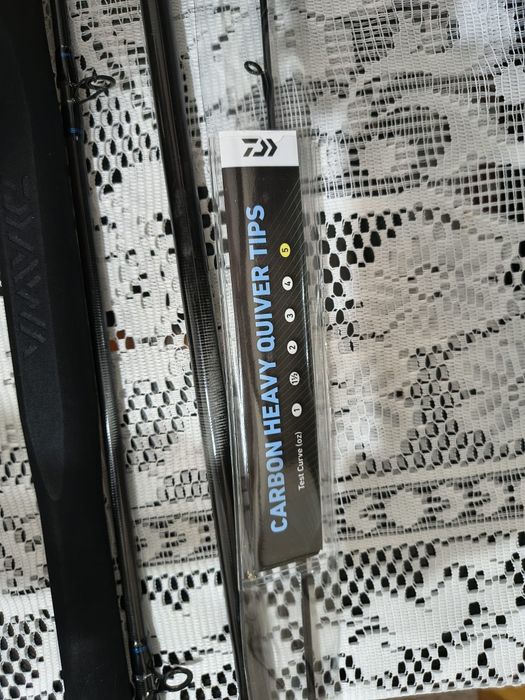 CARBON HEAVY QUIVER TIPS
Test Curve (oz) 1 1½ 2 3 4 5